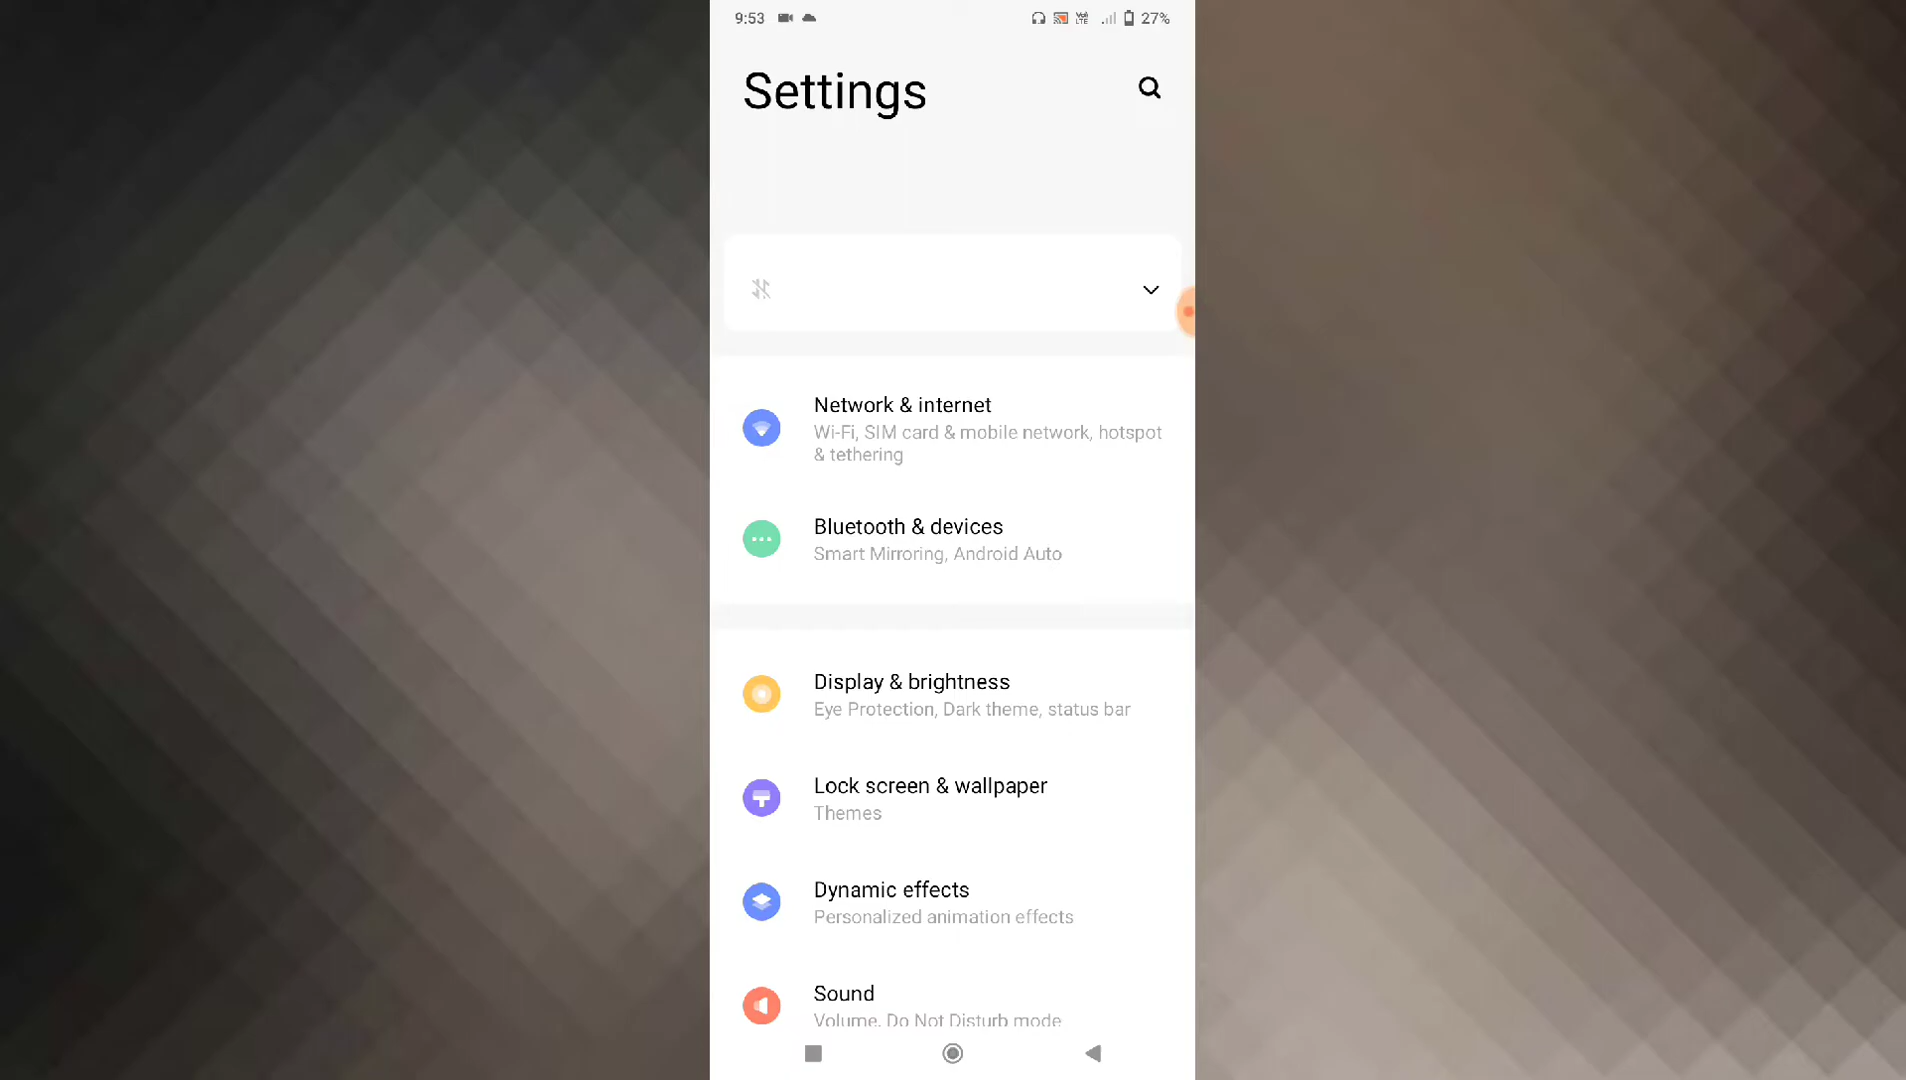 9:53
VoLTE 27%
Settings
Network & internet
Wi-Fi, SIM card & mobile network, hotspot
& tethering
Bluetooth & devices
Smart Mirroring, Android Auto
Display & brightness
Eye Protection, Dark theme, status bar
Lock screen & wallpaper
Themes
Dynamic effects
Personalized animation effects
Sound
Volume, Do Not Disturb mode